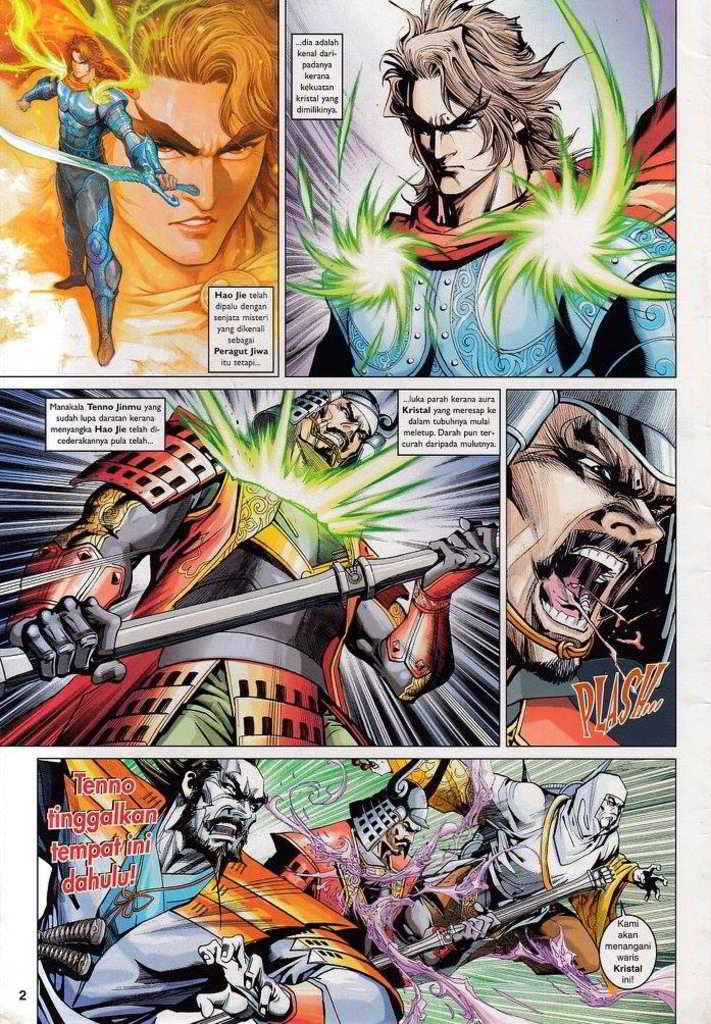 Hao Jie telah
dipalu dengan
senjata misteri
yang dikenali
sebagai
Peragut Jiwa
itu setapi...
...dia adalah
kenal dari-
padanya
kerana
kekuatan
kristal yang
dimilikinya.
Manakala Tenno Jinmu yang
sudah lupa daratan kerana
menyangka Hao Jie telah di-
cederakannya pula telah...
...luka parah kerana aura
Kristal yang meresap ke
dalam tubuhnya mulai
meletup. Darah pun ter-
curah daripada mulutnya.
PLASH...
Tenno
tinggalkan
tempat ini
dahulu!
Kami
akan
menangani
waris
Kristal
ini!
2